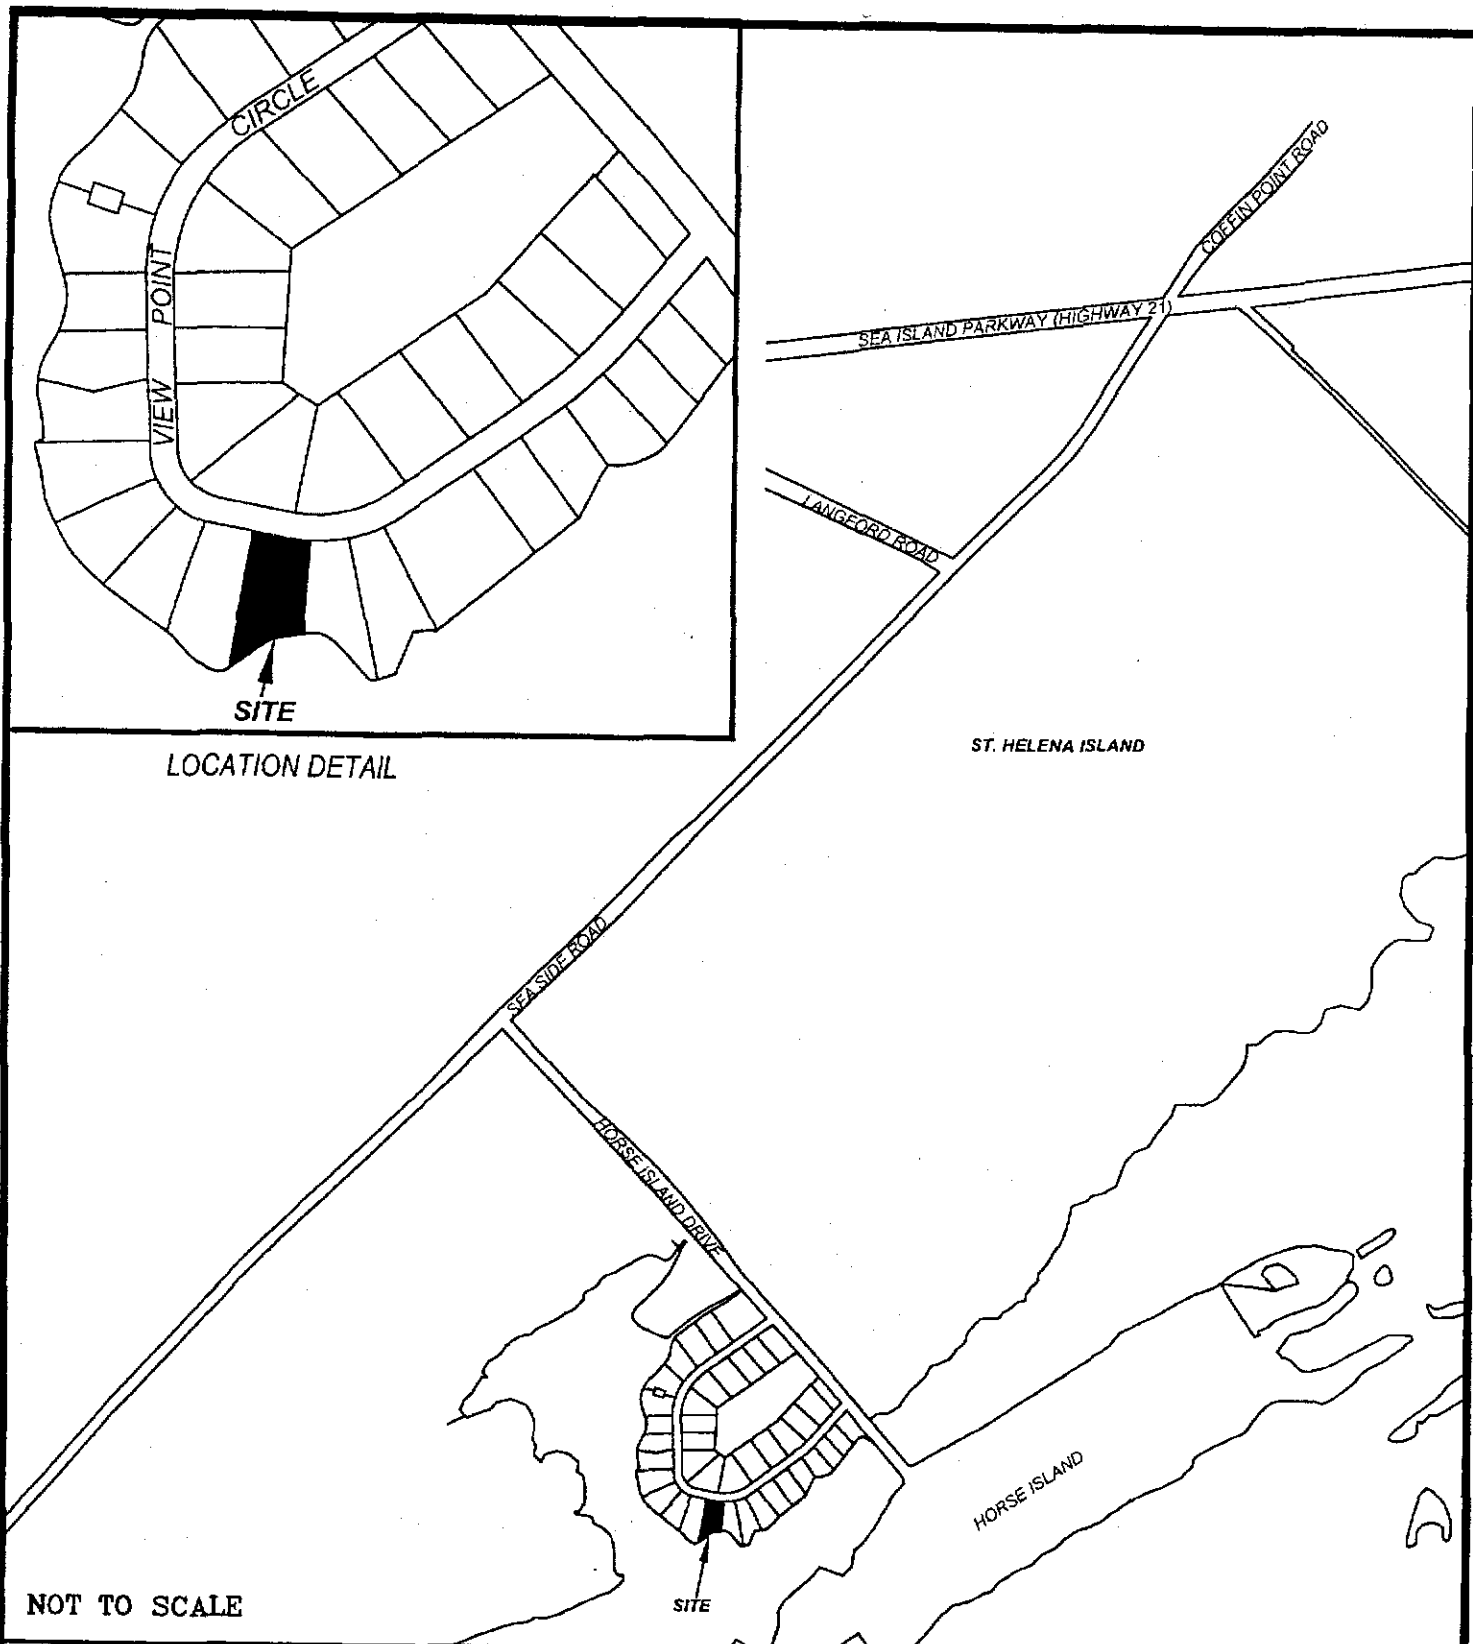 CIRCLE
VIEW POINT
SITE
LOCATION DETAIL
COFFIN POINT ROAD
SEA ISLAND PARKWAY (HIGHWAY 21)
LANGFORD ROAD
ST. HELENA ISLAND
SEA SIDE ROAD
HORSE ISLAND DRIVE
HORSE ISLAND
SITE
NOT TO SCALE